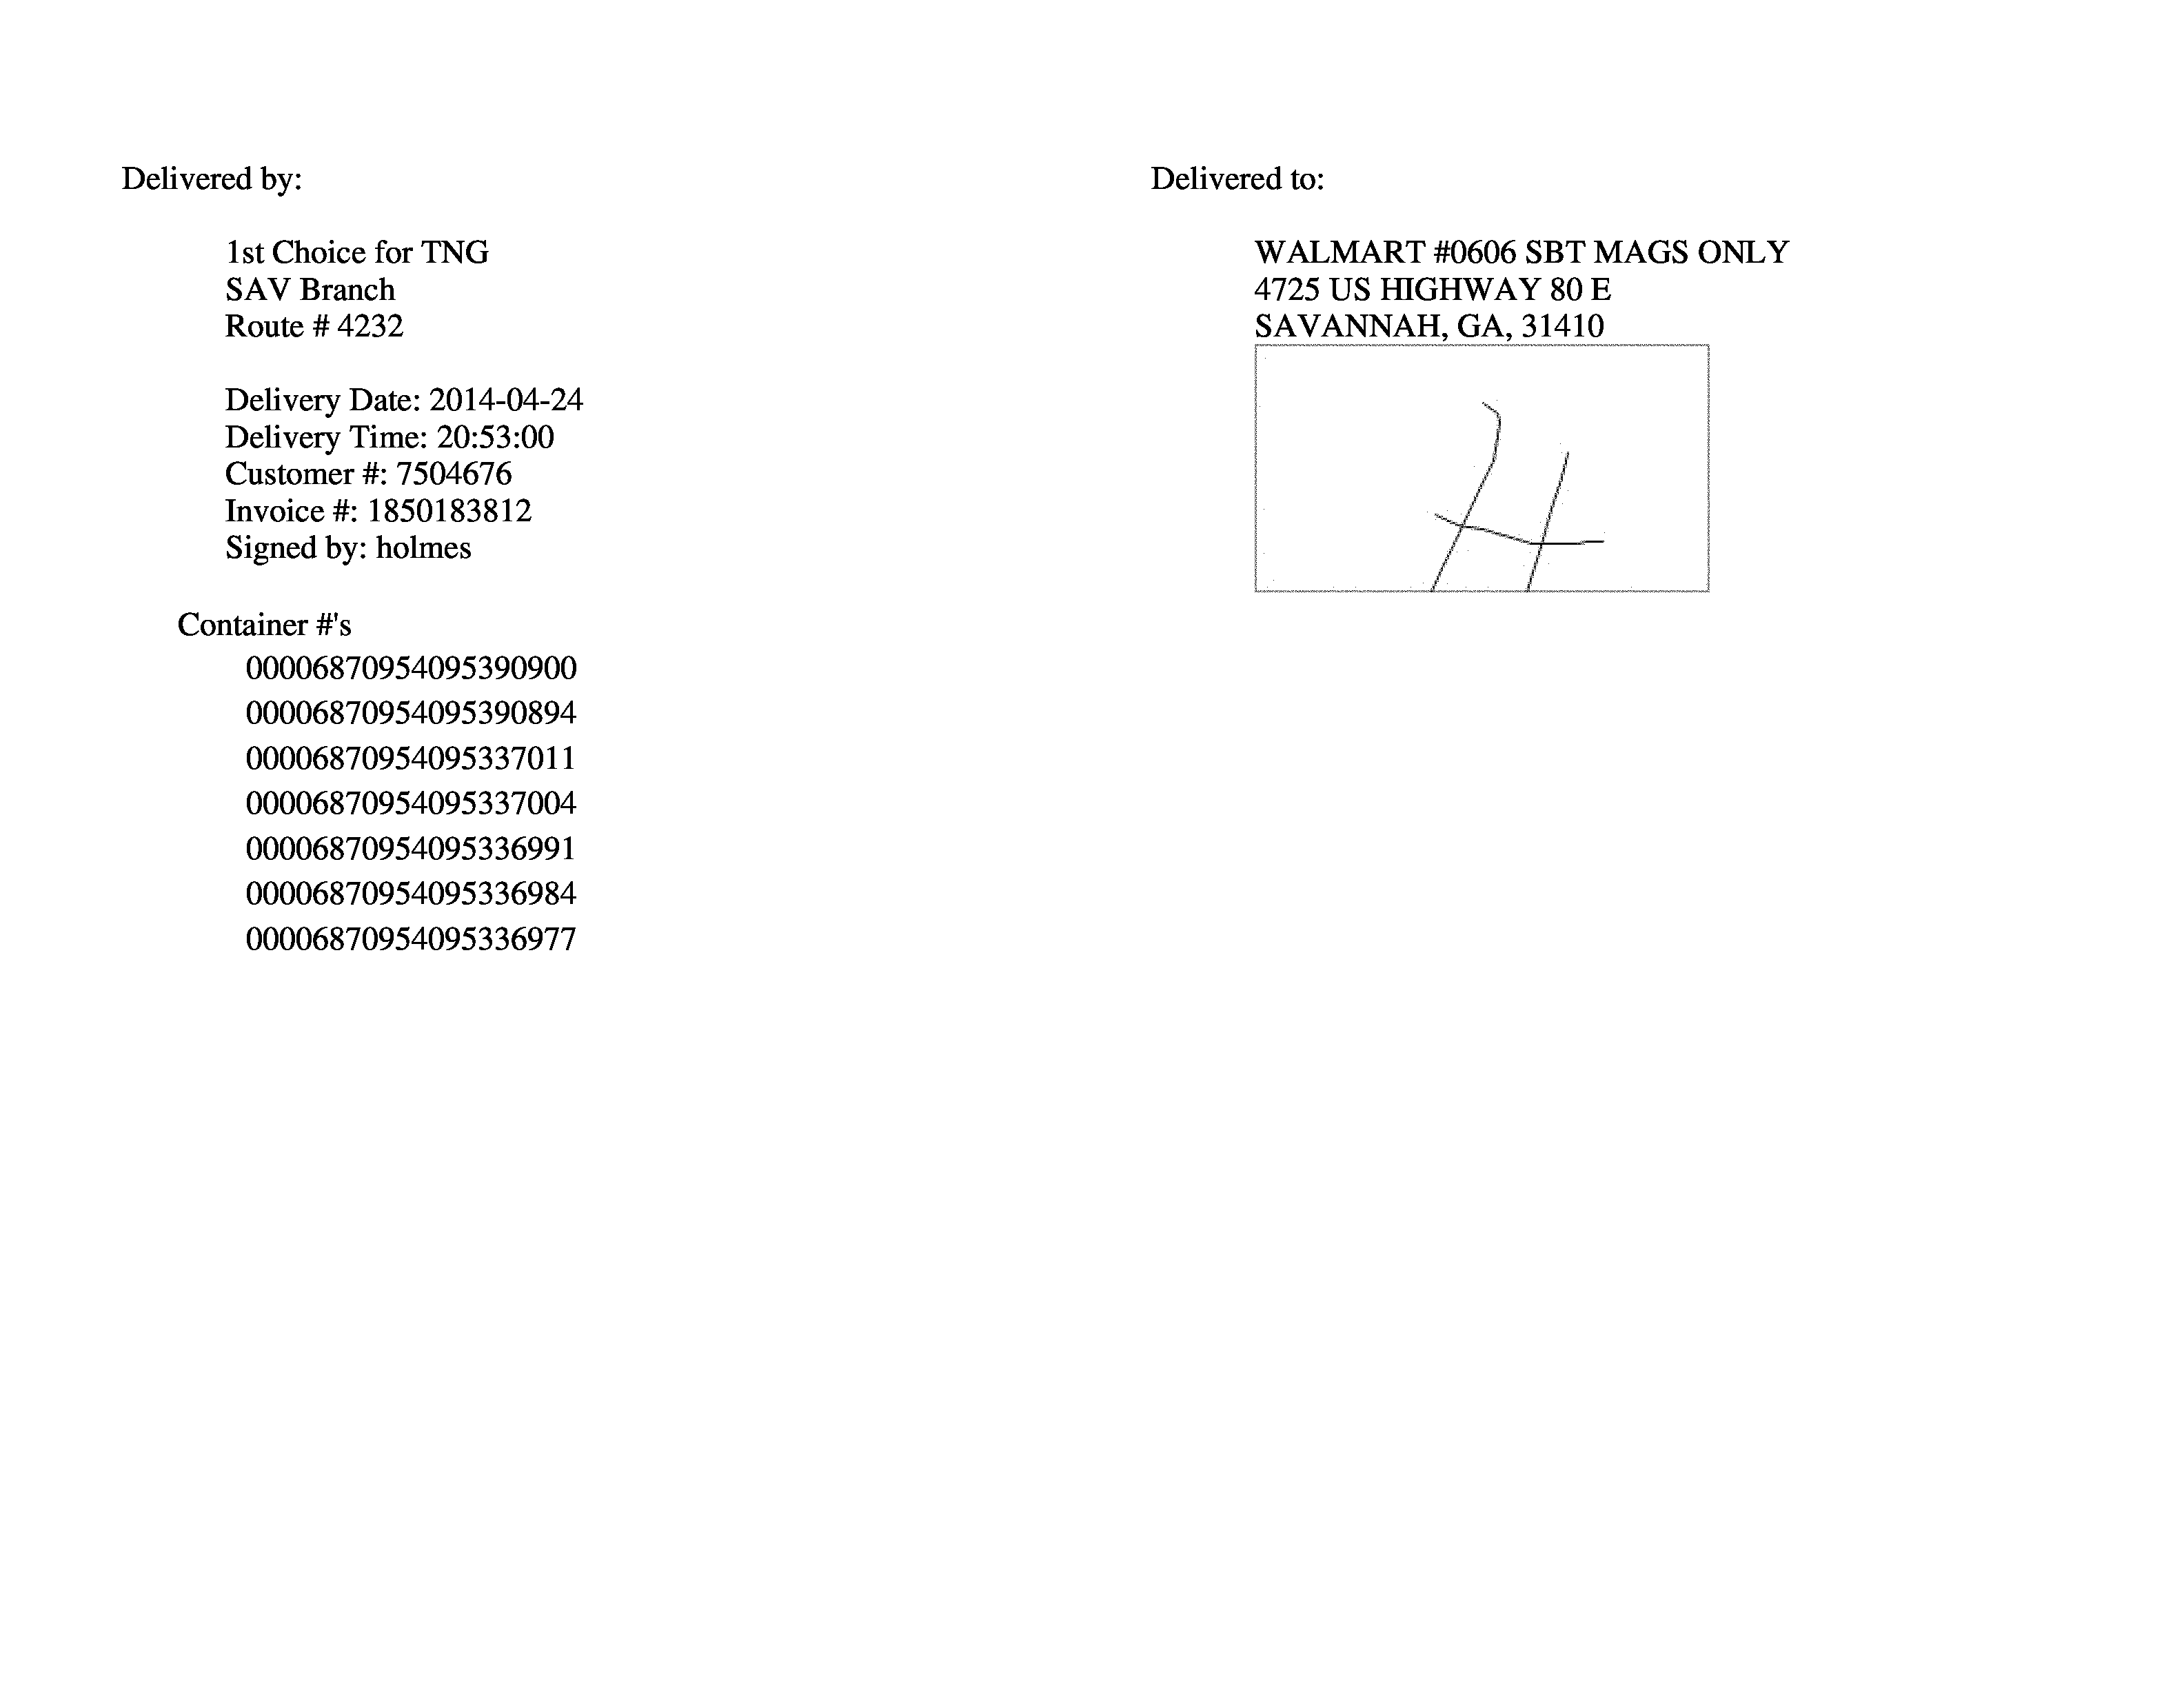 Delivered by:
1st Choice for TNG
SAV Branch
Route # 4232
Delivery Date: 2014-04-24
Delivery Time: 20:53:00
Customer #: 7504676
Invoice #: 1850183812
Signed by: holmes
Container #'s
00006870954095390900
00006870954095390894
00006870954095337011
00006870954095337004
00006870954095336991
00006870954095336984
00006870954095336977
Delivered to:
WALMART #0606 SBT MAGS ONLY
4725 US HIGHWAY 80 E
SAVANNAH, GA, 31410
H